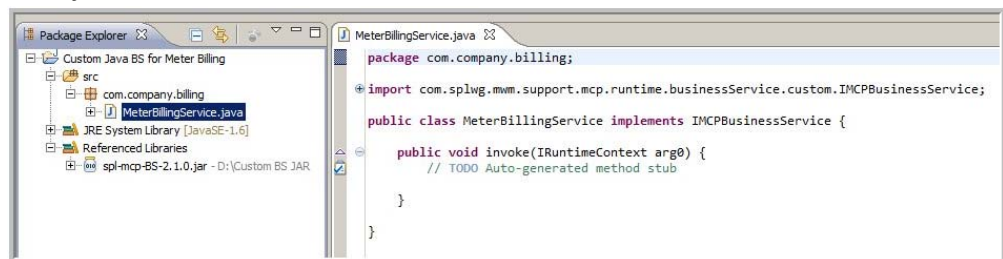 Package Explorer
Custom Java BS for Meter Billing
src
com.company.billing
MeterBillingService.java
JRE System Library [JavaSE-1.6]
Referenced Libraries
spl-mcp-BS-2.1.0.jar - D:\Custom BS JAR
MeterBillingService.java
package com.company.billing;
import com.splwg.mwm.support.mcp.runtime.businessService.custom.IMCPBusinessService;
public class MeterBillingService implements IMCPBusinessService {
public void invoke(IRuntimeContext arg0) {
// TODO Auto-generated method stub
}
}